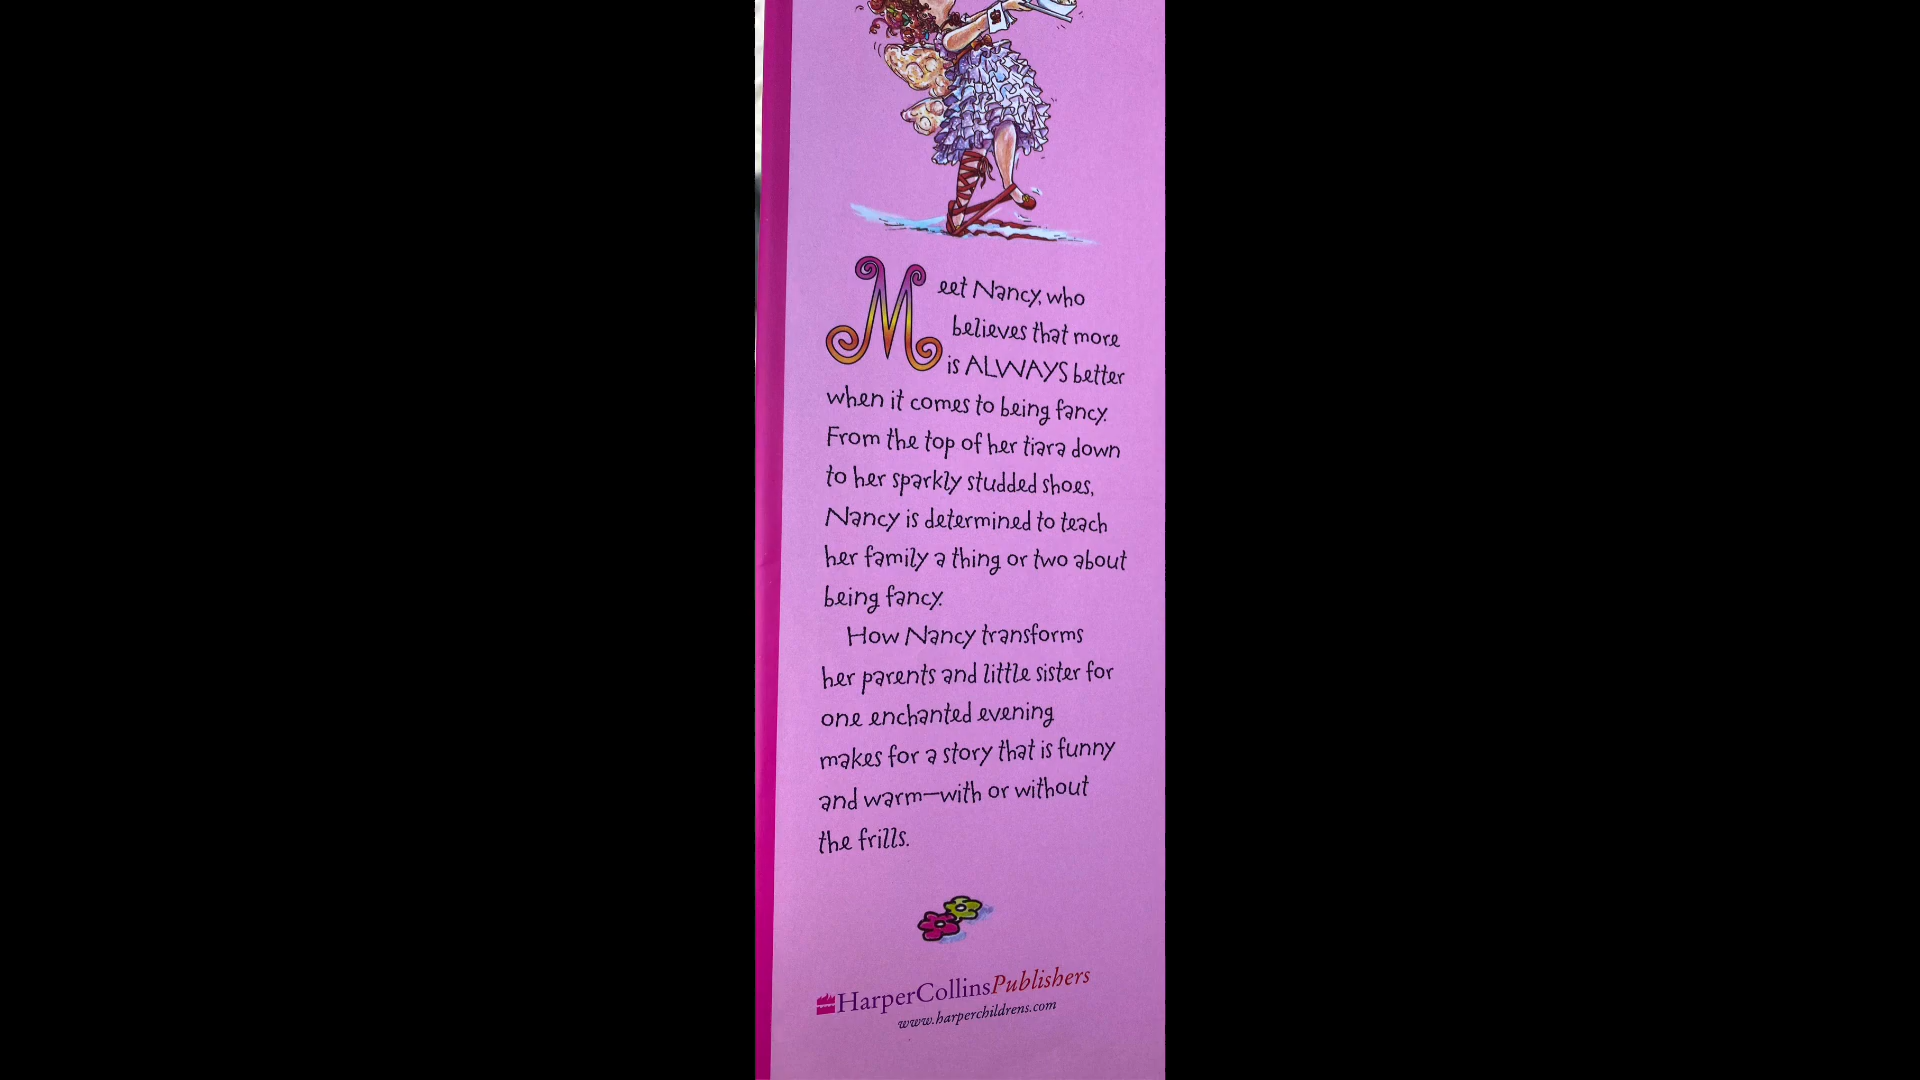 Meet Nancy, who
believes that more
is ALWAYS better
when it comes to being fancy.
From the top of her tiara down
to her sparkly studded shoes,
Nancy is determined to teach
her family a thing or two about
being fancy.
How Nancy transforms
her parents and little sister for
one enchanted evening
makes for a story that is funny
and warm—with or without
the frills.
HarperCollinsPublishers
www.harperchildrens.com